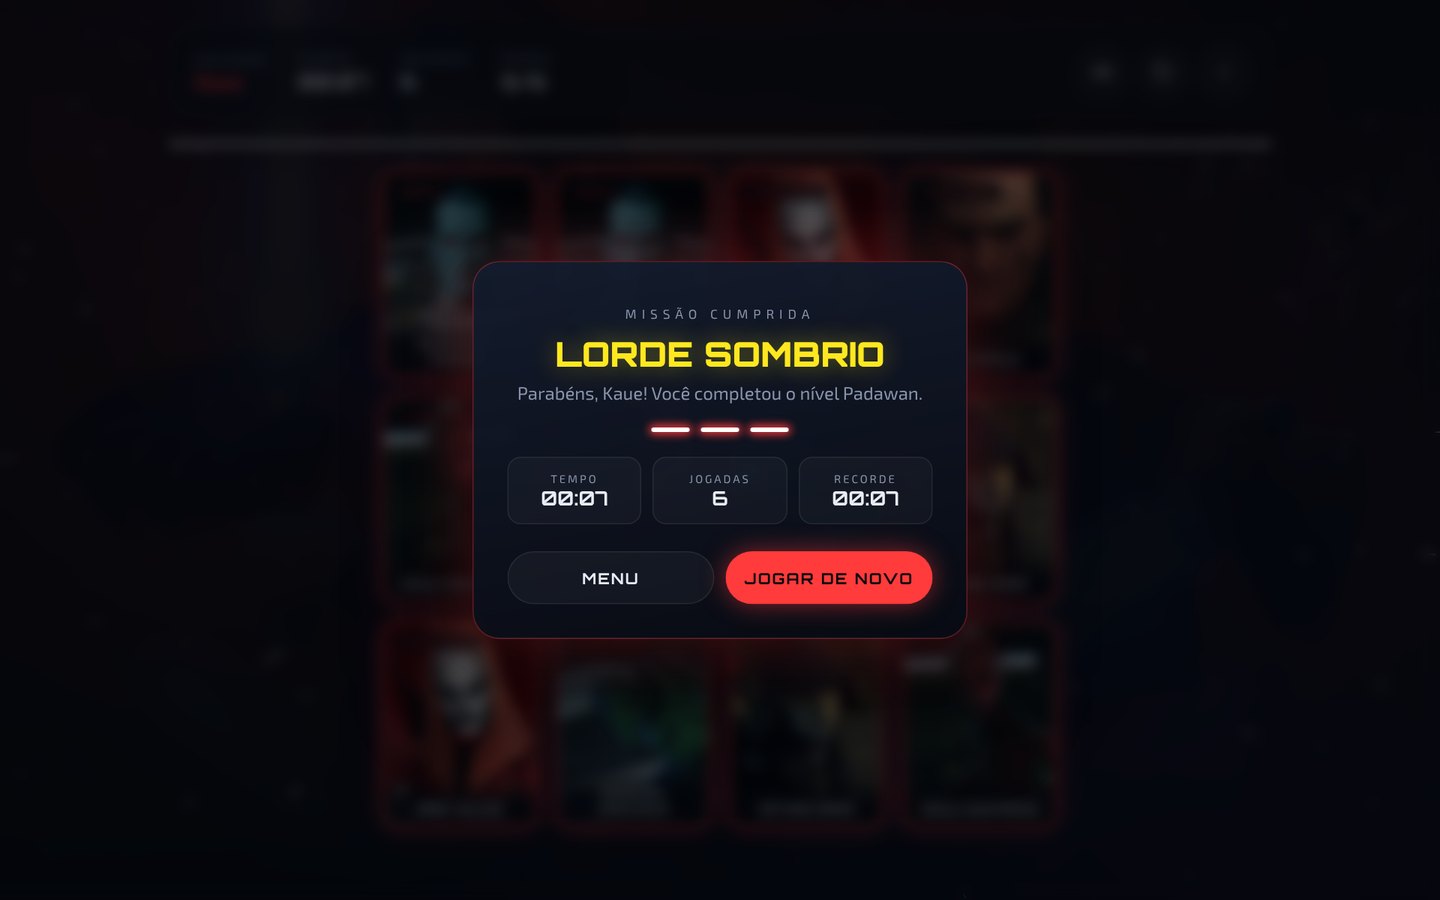 MISSÃO CUMPRIDA
LORDE SOMBRIO
Parabéns, Kaue! Você completou o nível Padawan.
TEMPO
00:07
JOGADAS
6
RECORDE
00:07
MENU
JOGAR DE NOVO